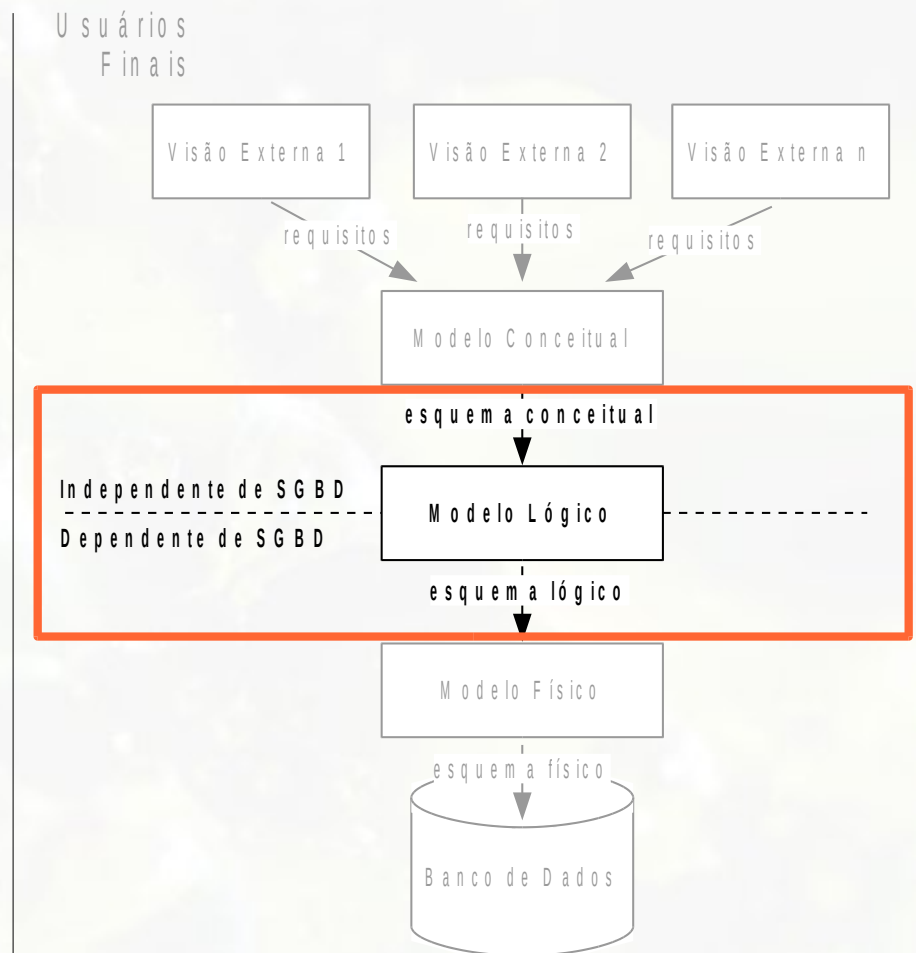 Usuários
Finais
Visão Externa 1
Visão Externa 2
Visão Externa n
requisitos
requisitos
requisitos
Modelo Conceitual
esquema conceitual
Independente de SGBD
Modelo Lógico
Dependente de SGBD
esquema lógico
Modelo Físico
esquema físico
Banco de Dados